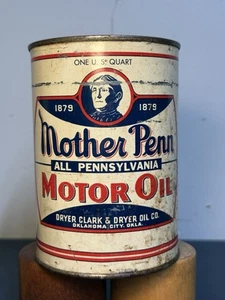 ONE U. S. QUART
1879 1879
Mother Penn
ALL PENNSYLVANIA
MOTOR OIL
DRYER CLARK & DRYER OIL CO.
OKLAHOMA CITY, OKLA.